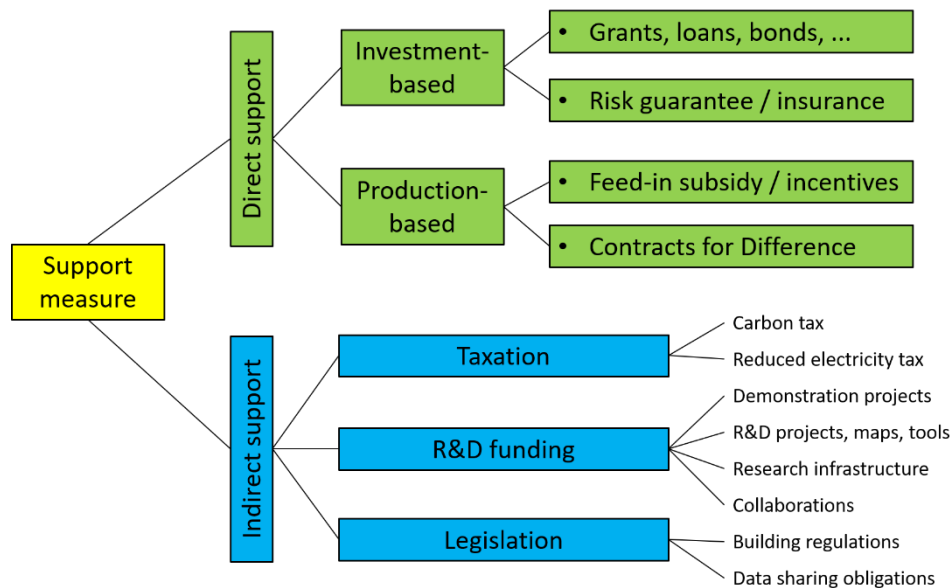 Support
measure
Direct support
Investment-
based
• Grants, loans, bonds, ...
• Risk guarantee / insurance
Production-
based
• Feed-in subsidy / incentives
• Contracts for Difference
Indirect support
Taxation
Carbon tax
Reduced electricity tax
R&D funding
Demonstration projects
R&D projects, maps, tools
Research infrastructure
Collaborations
Legislation
Building regulations
Data sharing obligations